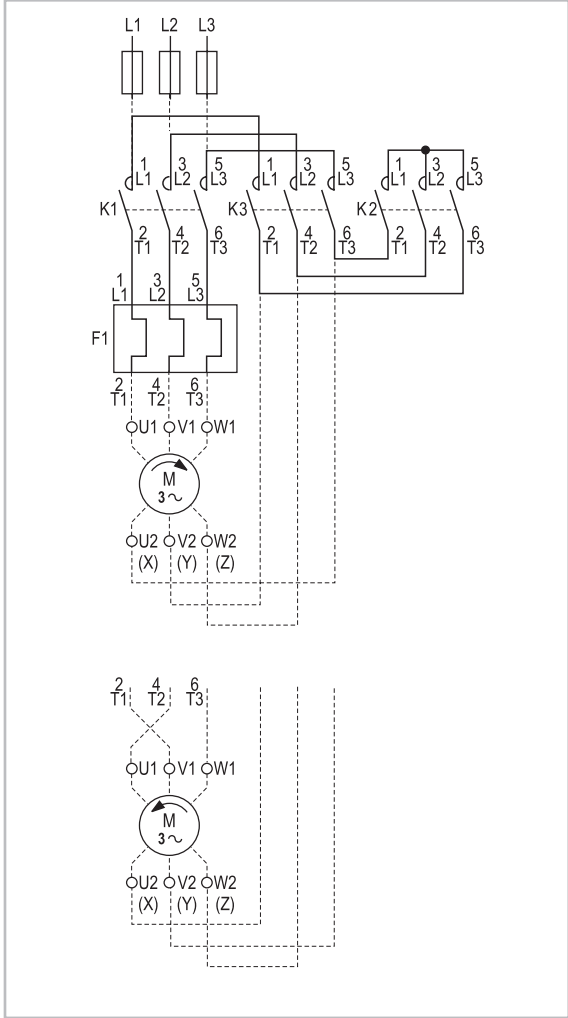 L1 L2 L3
1 3 5 1 3 5 1 3 5
L1 L2 L3 L1 L2 L3 L1 L2 L3
K1 K3 K2
2 4 6 2 4 6 2 4 6
T1 T2 T3 T1 T2 T3 T1 T2 T3
1 3 5
L1 L2 L3
F1
2 4 6
T1 T2 T3
U1 V1 W1
M
3~
U2 V2 W2
(X) (Y) (Z)
2 4 6
T1 T2 T3
U1 V1 W1
M
3~
U2 V2 W2
(X) (Y) (Z)